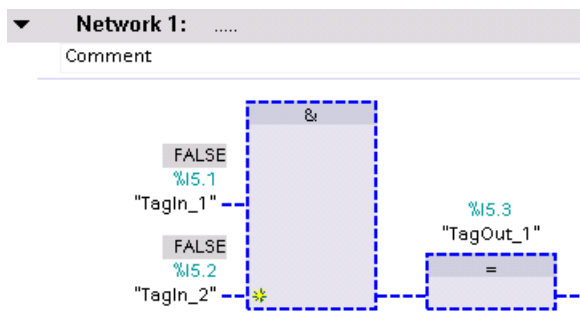 Network 1: .....
Comment
&
FALSE
%I5.1
"TagIn_1"
FALSE
%I5.2
"TagIn_2"
%I5.3
"TagOut_1"
=